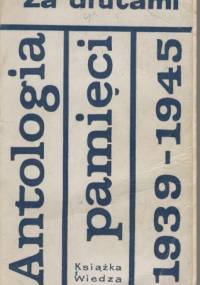 Za drutami
Antologia
pamięci
1939-1945
Książka
i Wiedza